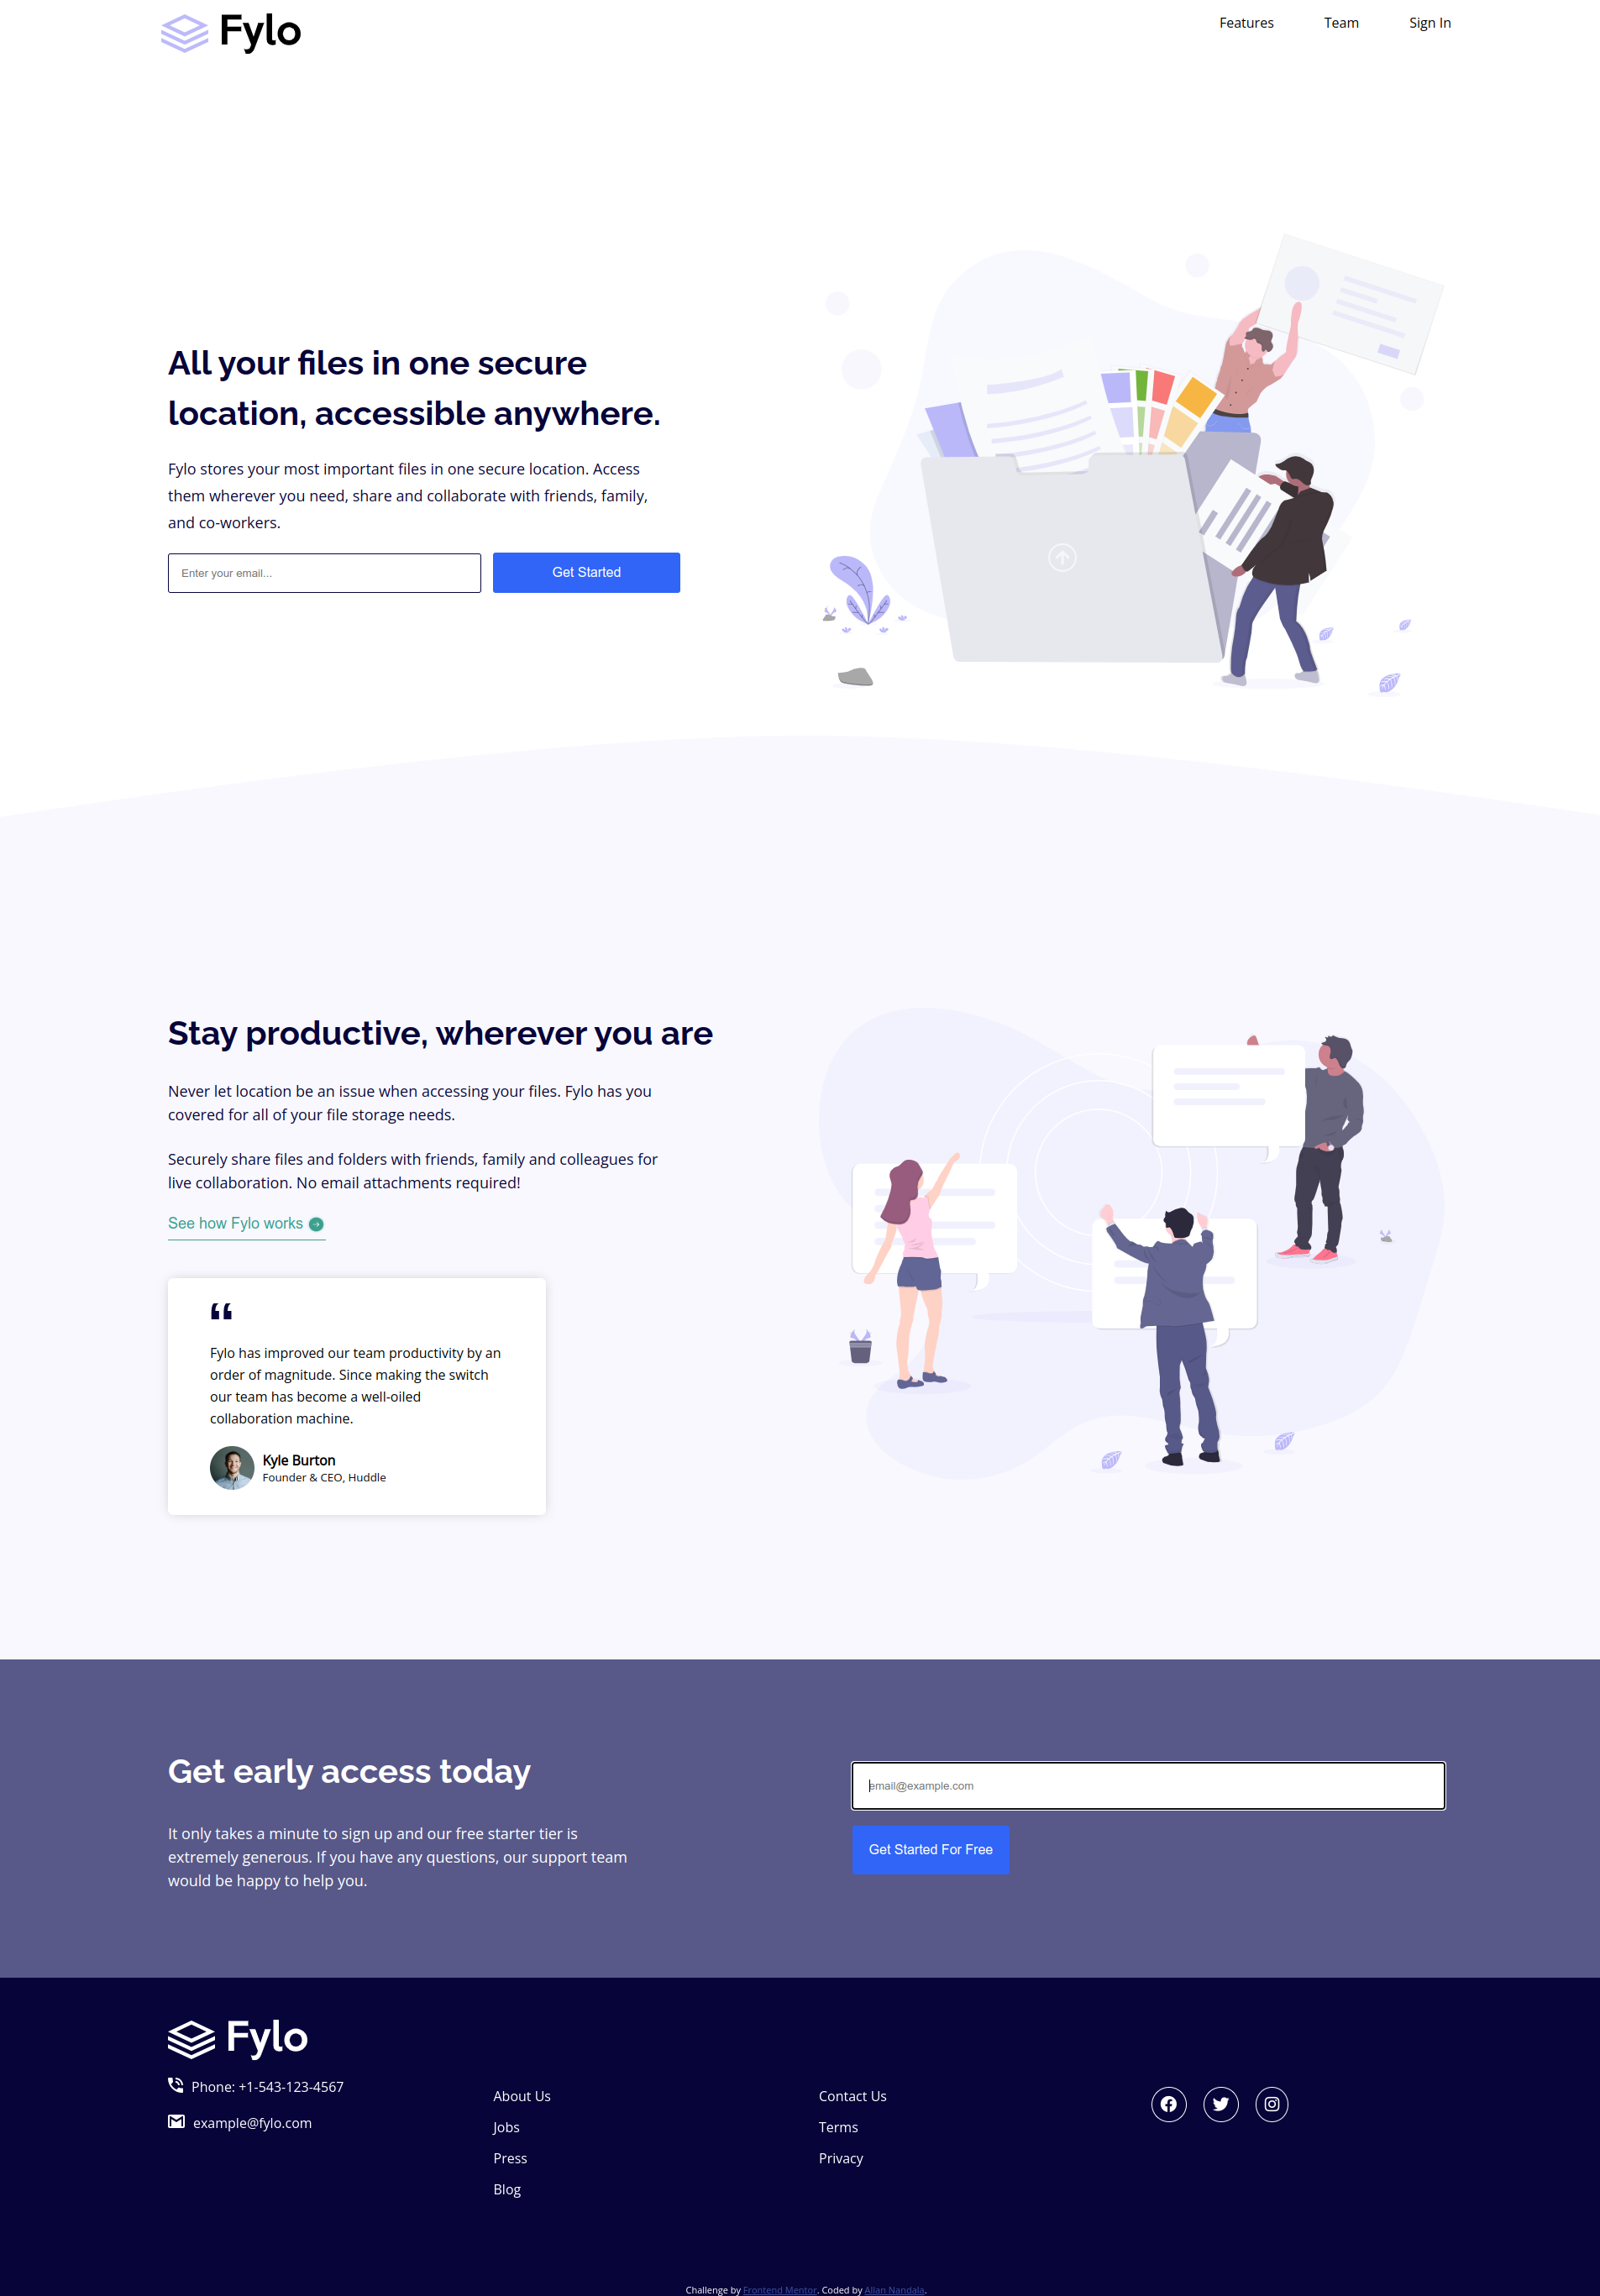 Fylo
Features
Team
Sign In
All your files in one secure
location, accessible anywhere.
Fylo stores your most important files in one secure location. Access
them wherever you need, share and collaborate with friends, family,
and co-workers.
Enter your email...
Get Started
Stay productive, wherever you are
Never let location be an issue when accessing your files. Fylo has you
covered for all of your file storage needs.
Securely share files and folders with friends, family and colleagues for
live collaboration. No email attachments required!
See how Fylo works
“
Fylo has improved our team productivity by an
order of magnitude. Since making the switch
our team has become a well-oiled
collaboration machine.
Kyle Burton
Founder & CEO, Huddle
Get early access today
It only takes a minute to sign up and our free starter tier is
extremely generous. If you have any questions, our support team
would be happy to help you.
email@example.com
Get Started For Free
Fylo
Phone: +1-543-123-4567
example@fylo.com
About Us
Jobs
Press
Blog
Contact Us
Terms
Privacy
Challenge by Frontend Mentor. Coded by Allan Nandala.